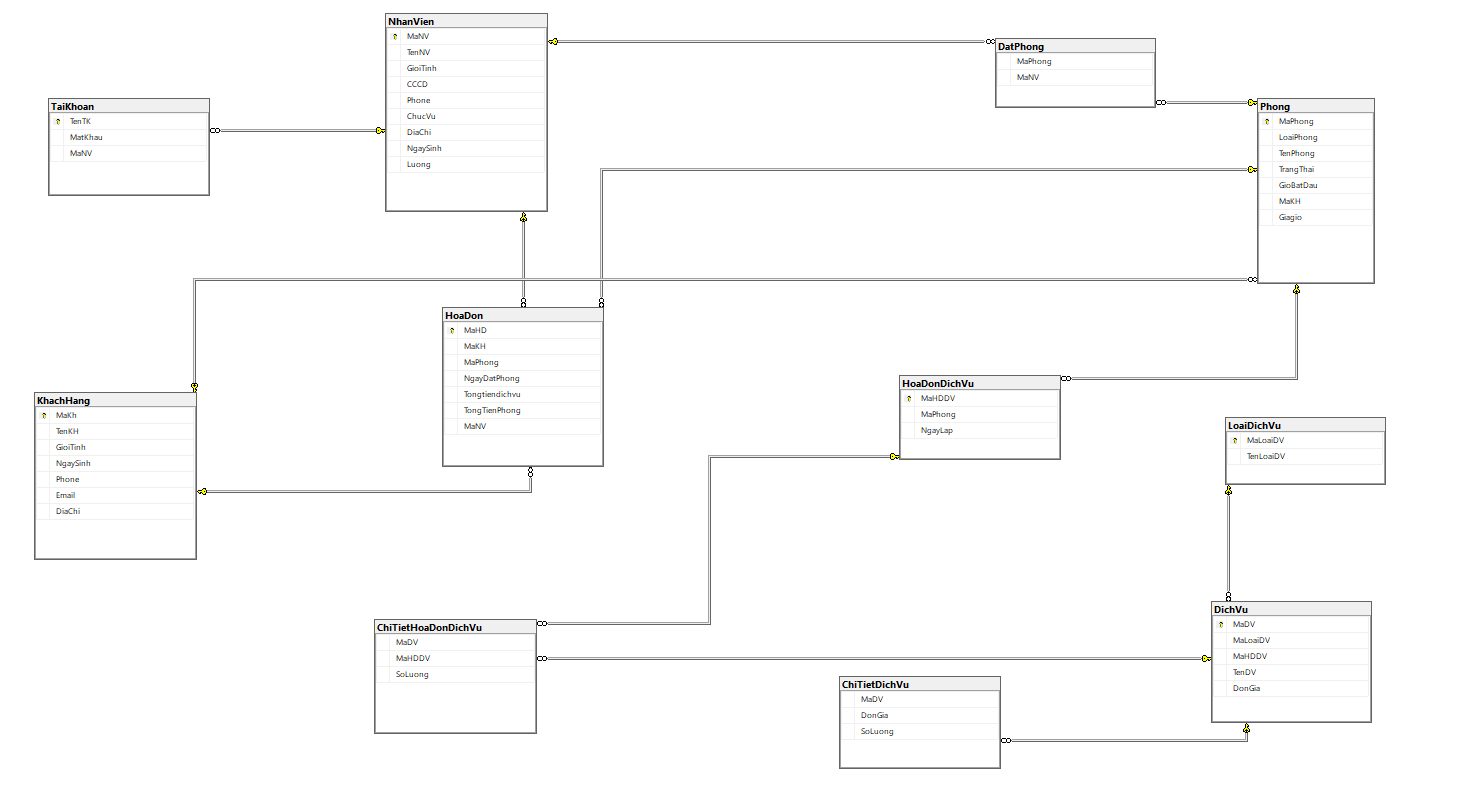 NhanVien
MaNV
TenNV
GioiTinh
CCCD
Phone
ChucVu
DiaChi
NgaySinh
Luong
DatPhong
MaPhong
MaNV
TaiKhoan
TenTK
MatKhau
MaNV
Phong
MaPhong
LoaiPhong
TenPhong
TrangThai
GioBatDau
MaKH
Giagio
HoaDon
MaHD
MaKH
MaPhong
NgayDatPhong
Tongtiendichvu
TongTienPhong
MaNV
KhachHang
MaKh
TenKH
GioiTinh
NgaySinh
Phone
Email
DiaChi
HoaDonDichVu
MaHDDV
MaPhong
NgayLap
LoaiDichVu
MaLoaiDV
TenLoaiDV
ChiTietHoaDonDichVu
MaDV
MaHDDV
SoLuong
DichVu
MaDV
MaLoaiDV
MaHDDV
TenDV
DonGia
ChiTietDichVu
MaDV
DonGia
SoLuong